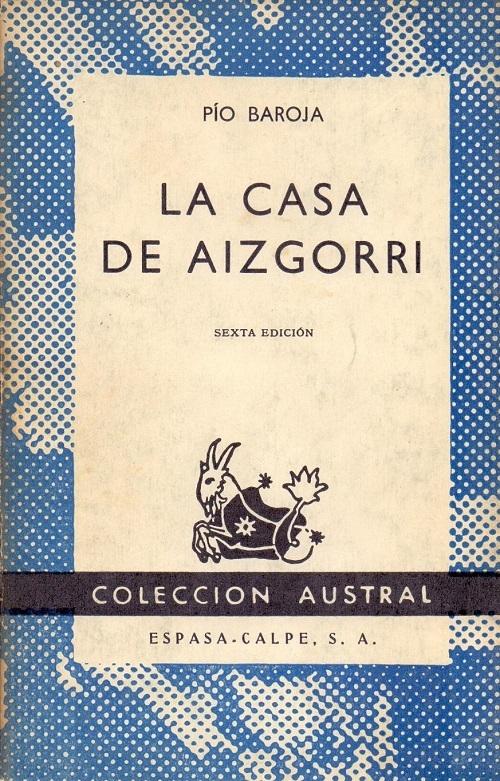 PÍO BAROJA
LA CASA
DE AIZGORRI
SEXTA EDICIÓN
COLECCION AUSTRAL
ESPASA-CALPE, S. A.